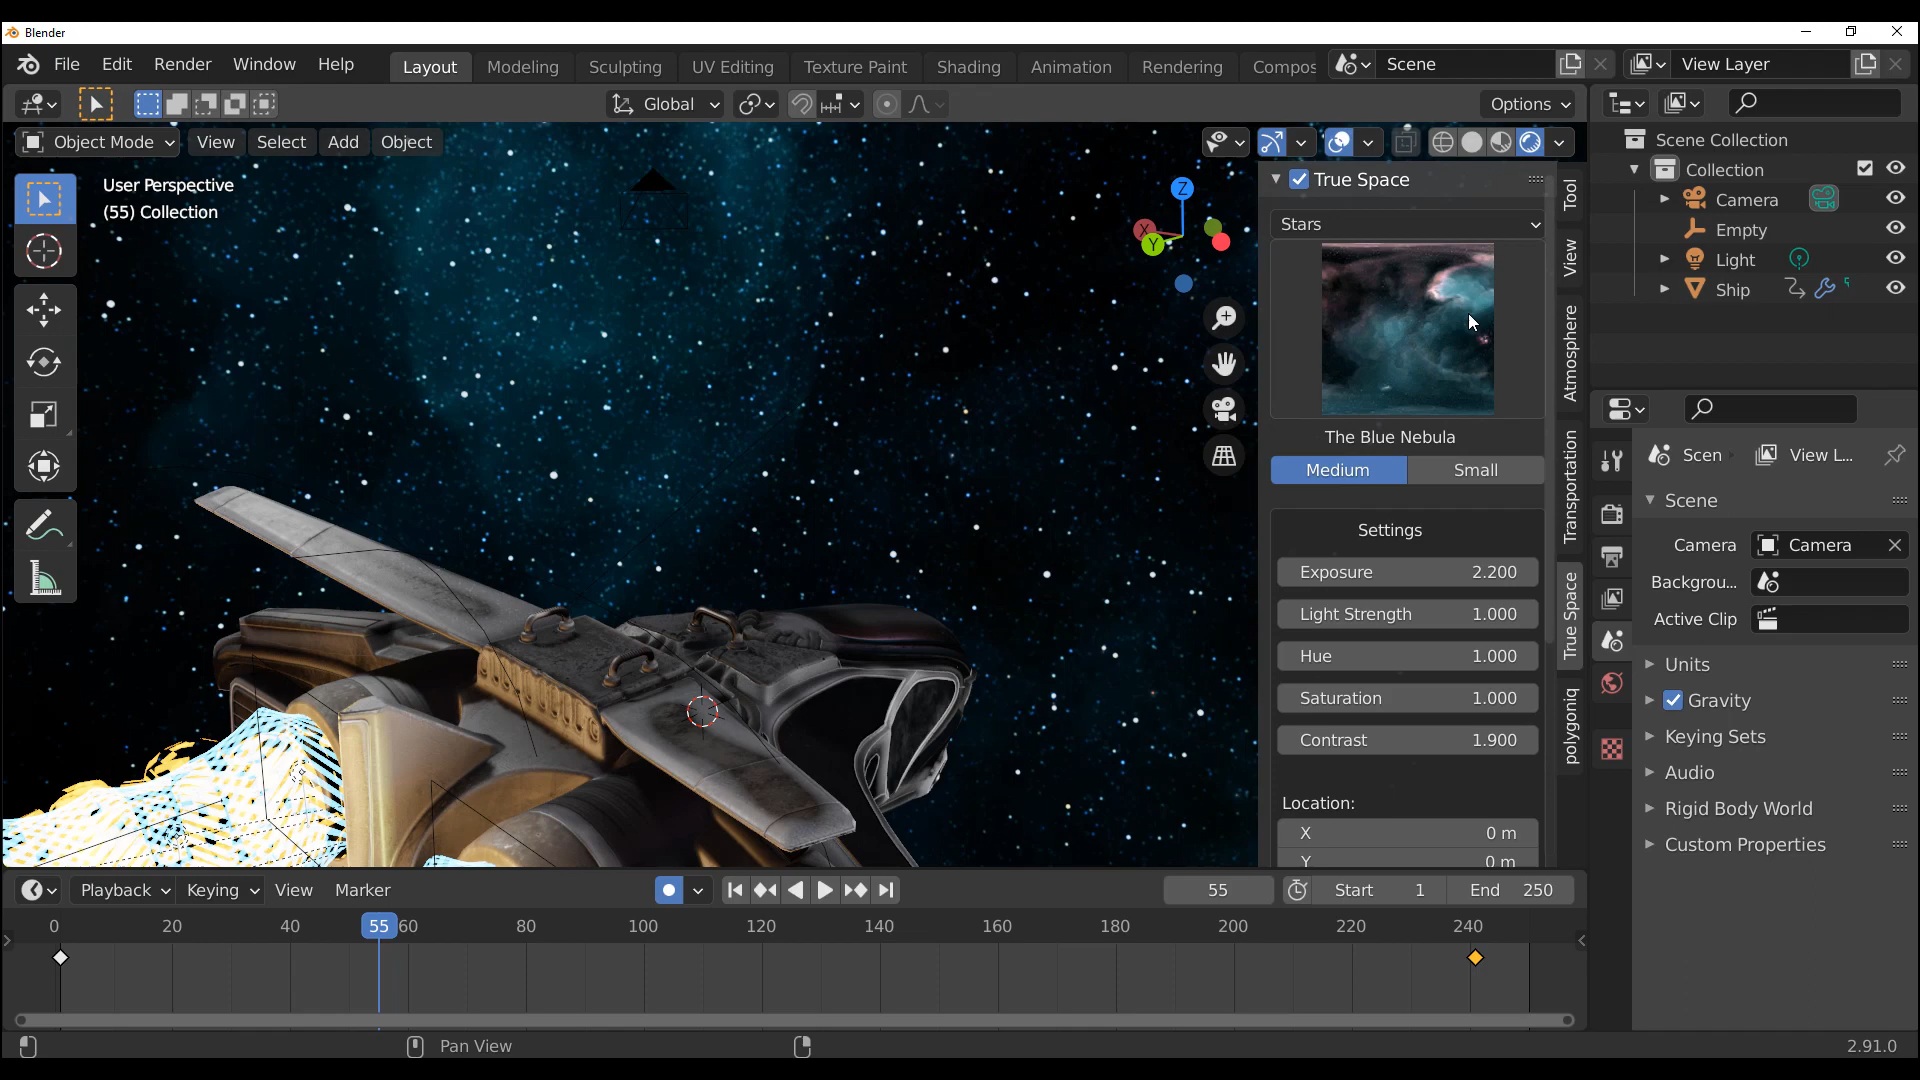 Blender
File Edit Render Window Help Layout Modeling Sculpting UV Editing Texture Paint Shading Animation Rendering Compos Scene View Layer
Global Options
Object Mode View Select Add Object
User Perspective
(55) Collection
Z
X
Y
True Space
Stars
The Blue Nebula
Medium Small
Settings
Exposure 2.200
Light Strength 1.000
Hue 1.000
Saturation 1.000
Contrast 1.900
Location:
X 0 m
Y 0 m
Tool
View
Atmosphere
Transportation
True Space
polygoniq
Scene Collection
Collection
Camera
Empty
Light
Ship
Scen View L...
Scene
Camera Camera
Backgrou...
Active Clip
Units
Gravity
Keying Sets
Audio
Rigid Body World
Custom Properties
Playback Keying View Marker 55 Start 1 End 250
0 20 40 55 60 80 100 120 140 160 180 200 220 240
Pan View 2.91.0